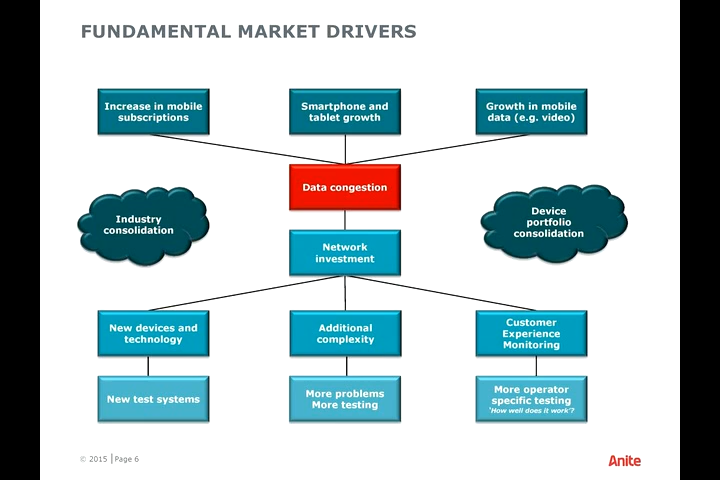 FUNDAMENTAL MARKET DRIVERS
Increase in mobile
subscriptions
Smartphone and
tablet growth
Growth in mobile
data (e.g. video)
Data congestion
Industry
consolidation
Device
portfolio
consolidation
Network
investment
New devices and
technology
Additional
complexity
Customer
Experience
Monitoring
New test systems
More problems
More testing
More operator
specific testing
'How well does it work'?
© 2015 | Page 6
Anite